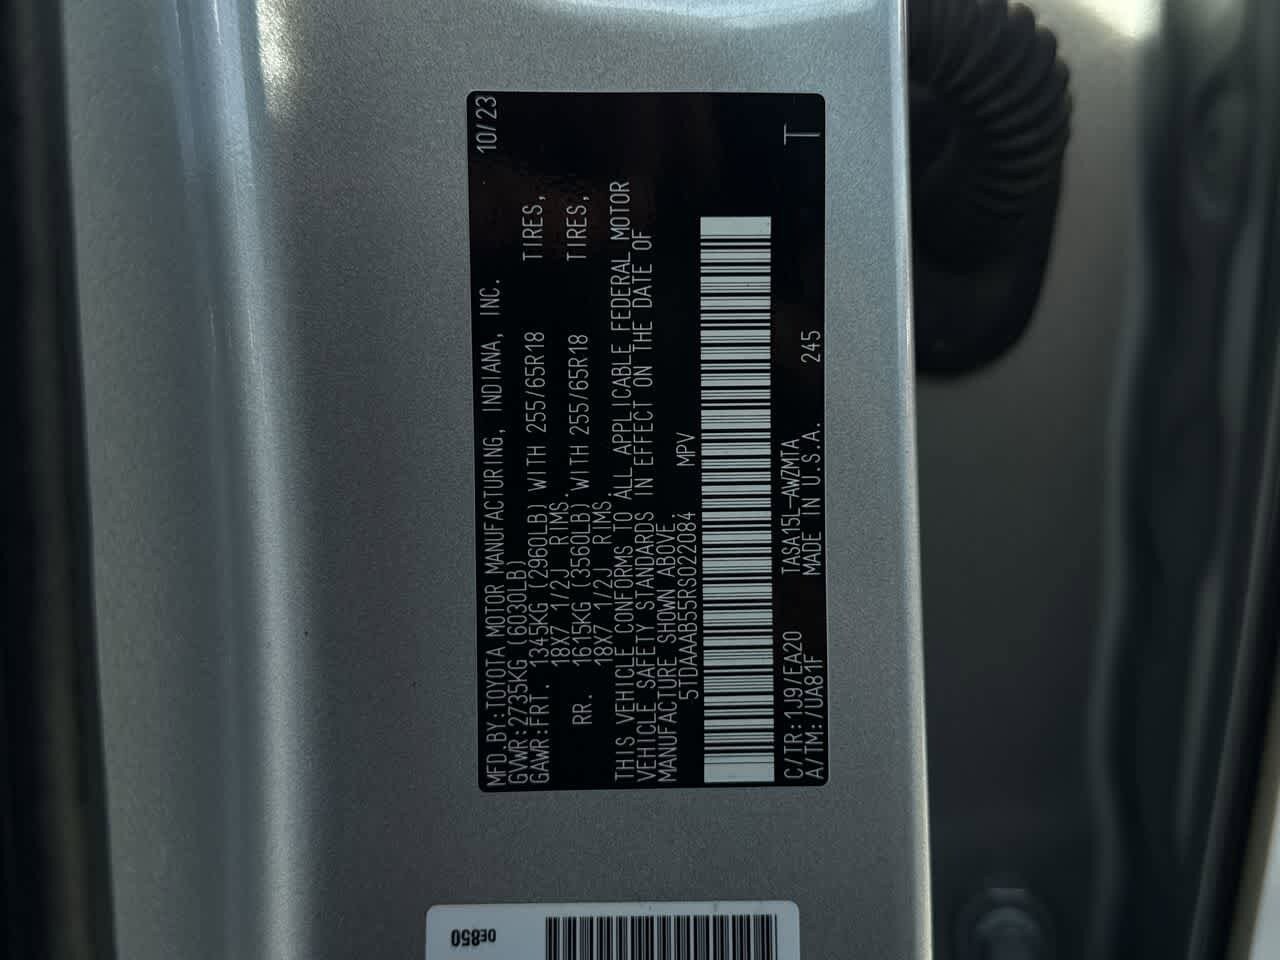 MFD.BY:TOYOTA MOTOR MANUFACTURING, INDIANA, INC. 10/23
GVWR:2735KG (6030LB)
GAWR:FRT. 1345KG (2960LB) WITH 255/65R18 TIRES,
18X7 1/2J RIMS.
RR. 1615KG (3560LB) WITH 255/65R18 TIRES,
18X7 1/2J RIMS.
THIS VEHICLE CONFORMS TO ALL APPLICABLE FEDERAL MOTOR
VEHICLE SAFETY STANDARDS IN EFFECT ON THE DATE OF
MANUFACTURE SHOWN ABOVE.
5TDAAAB55RS022084 MPV
C/TR:1J9/EA20 TASA15L-AWZMTA
A/TM:/UA81F MADE IN U.S.A. 245 T
0E850